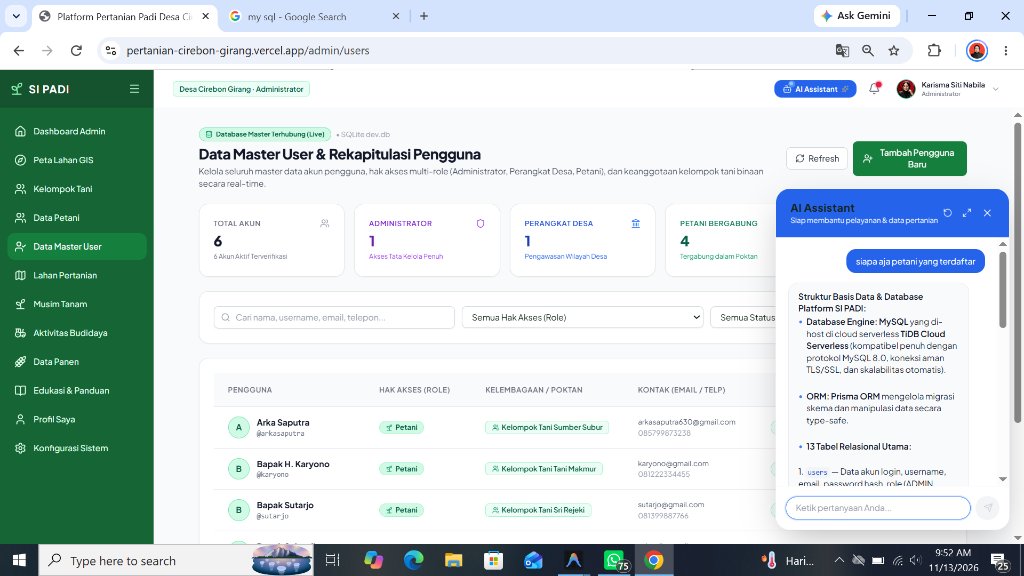 Platform Pertanian Padi Desa Ci
my sql - Google Search
Ask Gemini
pertanian-cirebon-girang.vercel.app/admin/users
SI PADI
Dashboard Admin
Peta Lahan GIS
Kelompok Tani
Data Petani
Data Master User
Lahan Pertanian
Musim Tanam
Aktivitas Budidaya
Data Panen
Edukasi & Panduan
Profil Saya
Konfigurasi Sistem
Desa Cirebon Girang · Administrator
AI Assistant
Karisma Siti Nabila
Administrator
Database Master Terhubung (Live)
• SQLite dev.db
Data Master User & Rekapitulasi Pengguna
Kelola seluruh master data akun pengguna, hak akses multi-role (Administrator, Perangkat Desa, Petani), dan keanggotaan kelompok tani binaan
secara real-time.
Refresh
Tambah Pengguna
Baru
TOTAL AKUN
6
6 Akun Aktif Terverifikasi
ADMINISTRATOR
1
Akses Tata Kelola Penuh
PERANGKAT DESA
1
Pengawasan Wilayah Desa
PETANI BERGABUNG
4
Tergabung dalam Poktan
Cari nama, username, email, telepon...
Semua Hak Akses (Role)
Semua Status
PENGGUNA
HAK AKSES (ROLE)
KELEMBAGAAN / POKTAN
KONTAK (EMAIL / TELP)
A
Arka Saputra
@arkasaputra
Petani
Kelompok Tani Sumber Subur
arkasaputra630@gmail.com
085799873238
B
Bapak H. Karyono
@karyono
Petani
Kelompok Tani Tani Makmur
karyono@gmail.com
081222334455
B
Bapak Sutarjo
@sutarjo
Petani
Kelompok Tani Sri Rejeki
sutarjo@gmail.com
081399887766
AI Assistant
Siap membantu pelayanan & data pertanian
siapa aja petani yang terdaftar
Struktur Basis Data & Database
Platform SI PADI:
• Database Engine: MySQL yang di-
host di cloud serverless TiDB Cloud
Serverless (kompatibel penuh dengan
protokol MySQL 8.0, koneksi aman
TLS/SSL, dan skalabilitas otomatis).
• ORM: Prisma ORM mengelola migrasi
skema dan manipulasi data secara
type-safe.
• 13 Tabel Relasional Utama:
1. users — Data akun login, username,
email, password hash, role (ADMIN,
Ketik pertanyaan Anda...
Type here to search
75
Hari...
9:52 AM
11/13/2026
25